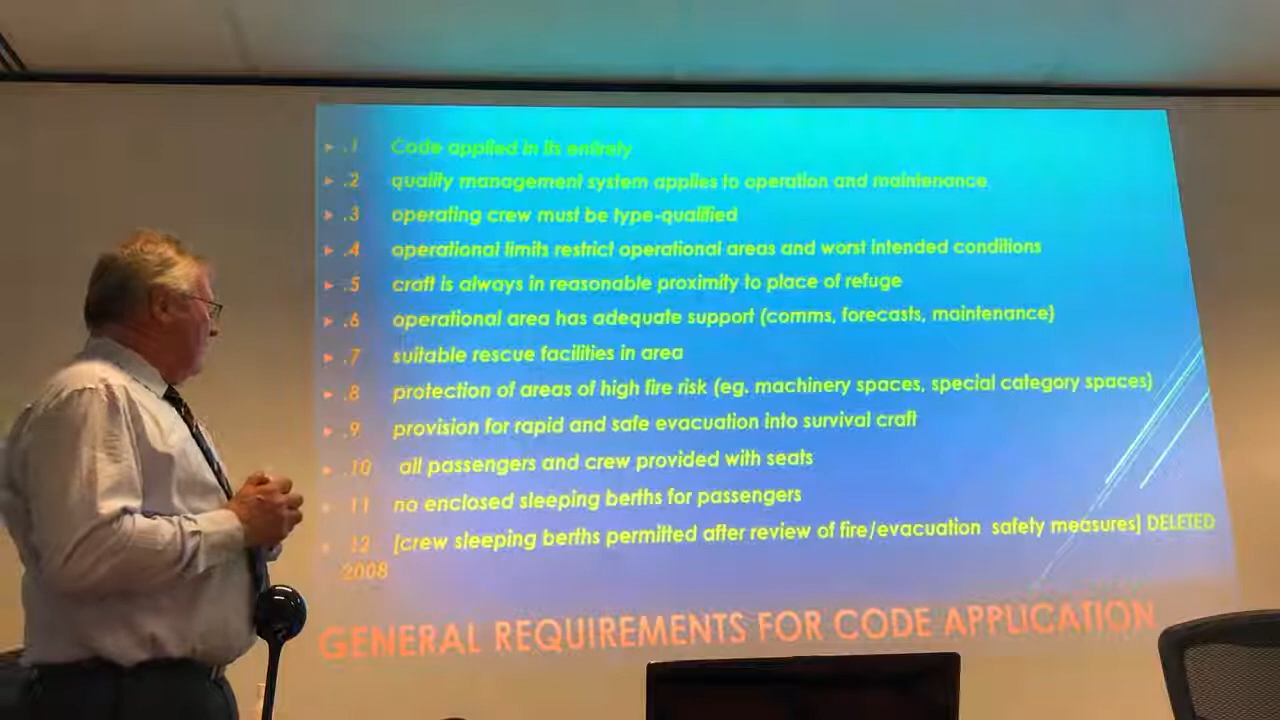 .1 Code applied in its entirely
.2 quality management system applies to operation and maintenance
.3 operating crew must be type-qualified
.4 operational limits restrict operational areas and worst intended conditions
.5 craft is always in reasonable proximity to place of refuge
.6 operational area has adequate support (comms, forecasts, maintenance)
.7 suitable rescue facilities in area
.8 protection of areas of high fire risk (eg. machinery spaces, special category spaces)
.9 provision for rapid and safe evacuation into survival craft
.10 all passengers and crew provided with seats
.11 no enclosed sleeping berths for passengers
.12 [crew sleeping berths permitted after review of fire/evacuation safety measures] DELETED
2008
GENERAL REQUIREMENTS FOR CODE APPLICATION